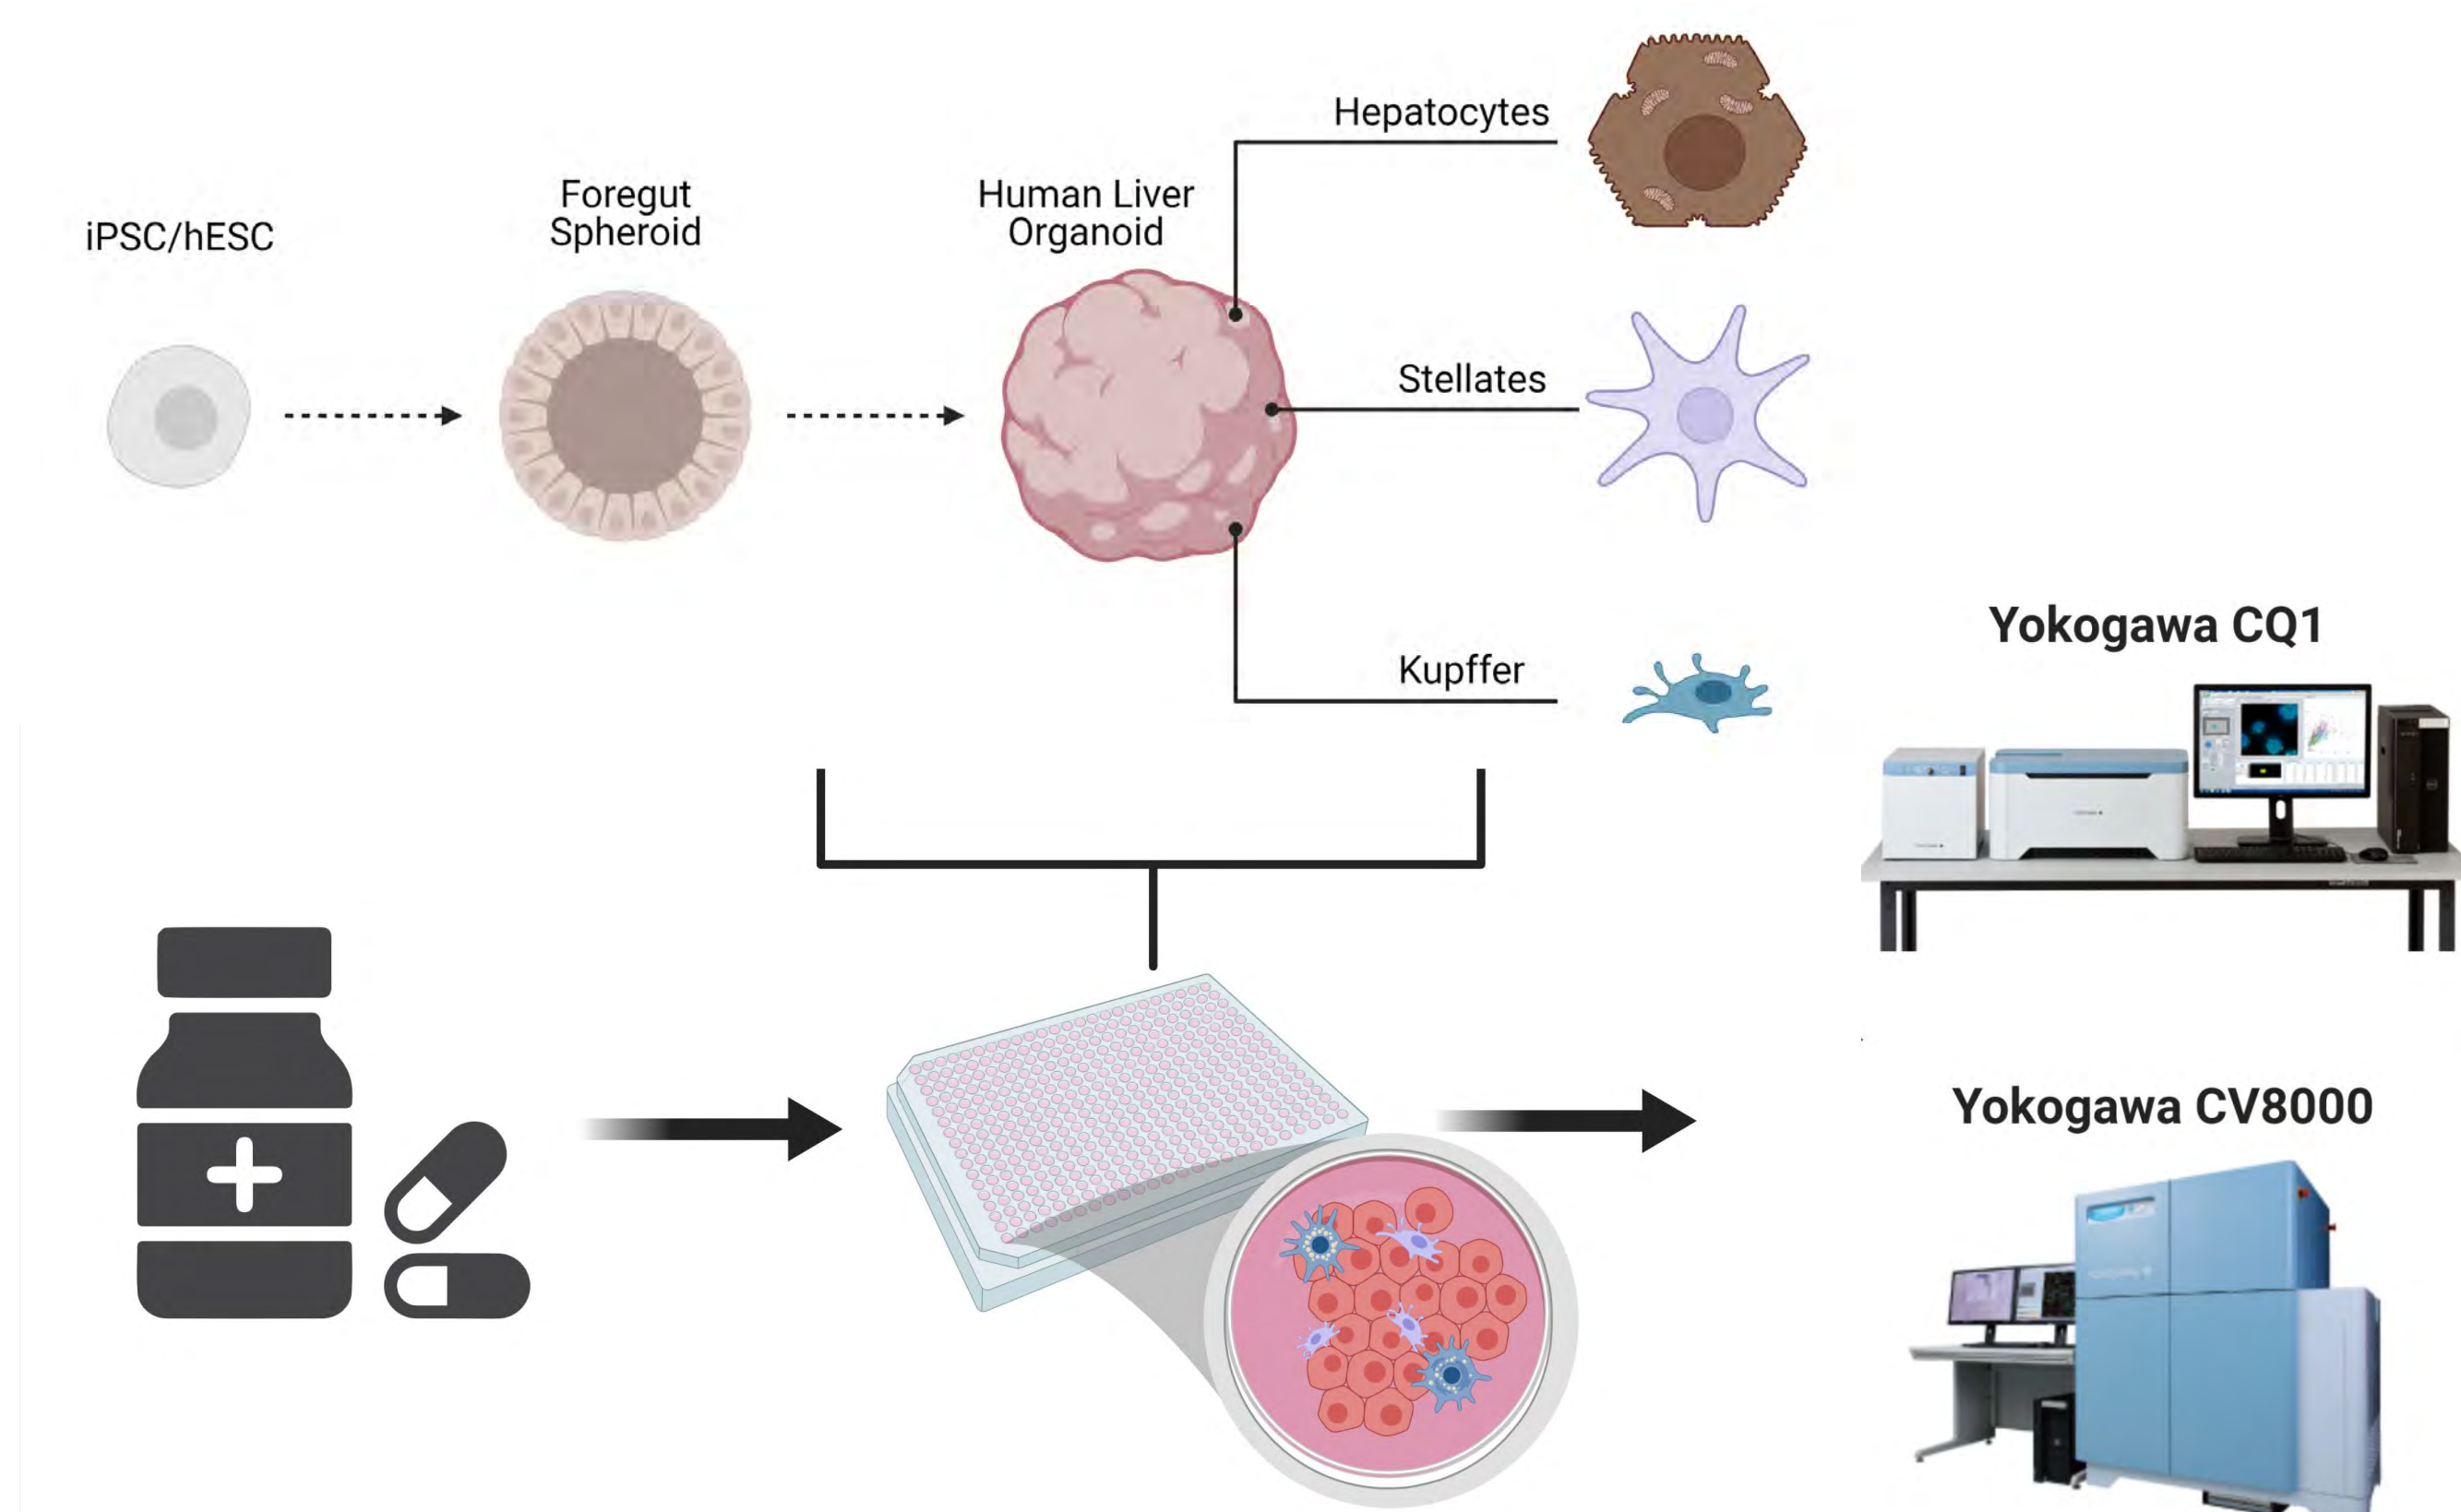 iPSC/hESC
Foregut
Spheroid
Human Liver
Organoid
Hepatocytes
Stellates
Kupffer
Yokogawa CQ1
Yokogawa CV8000